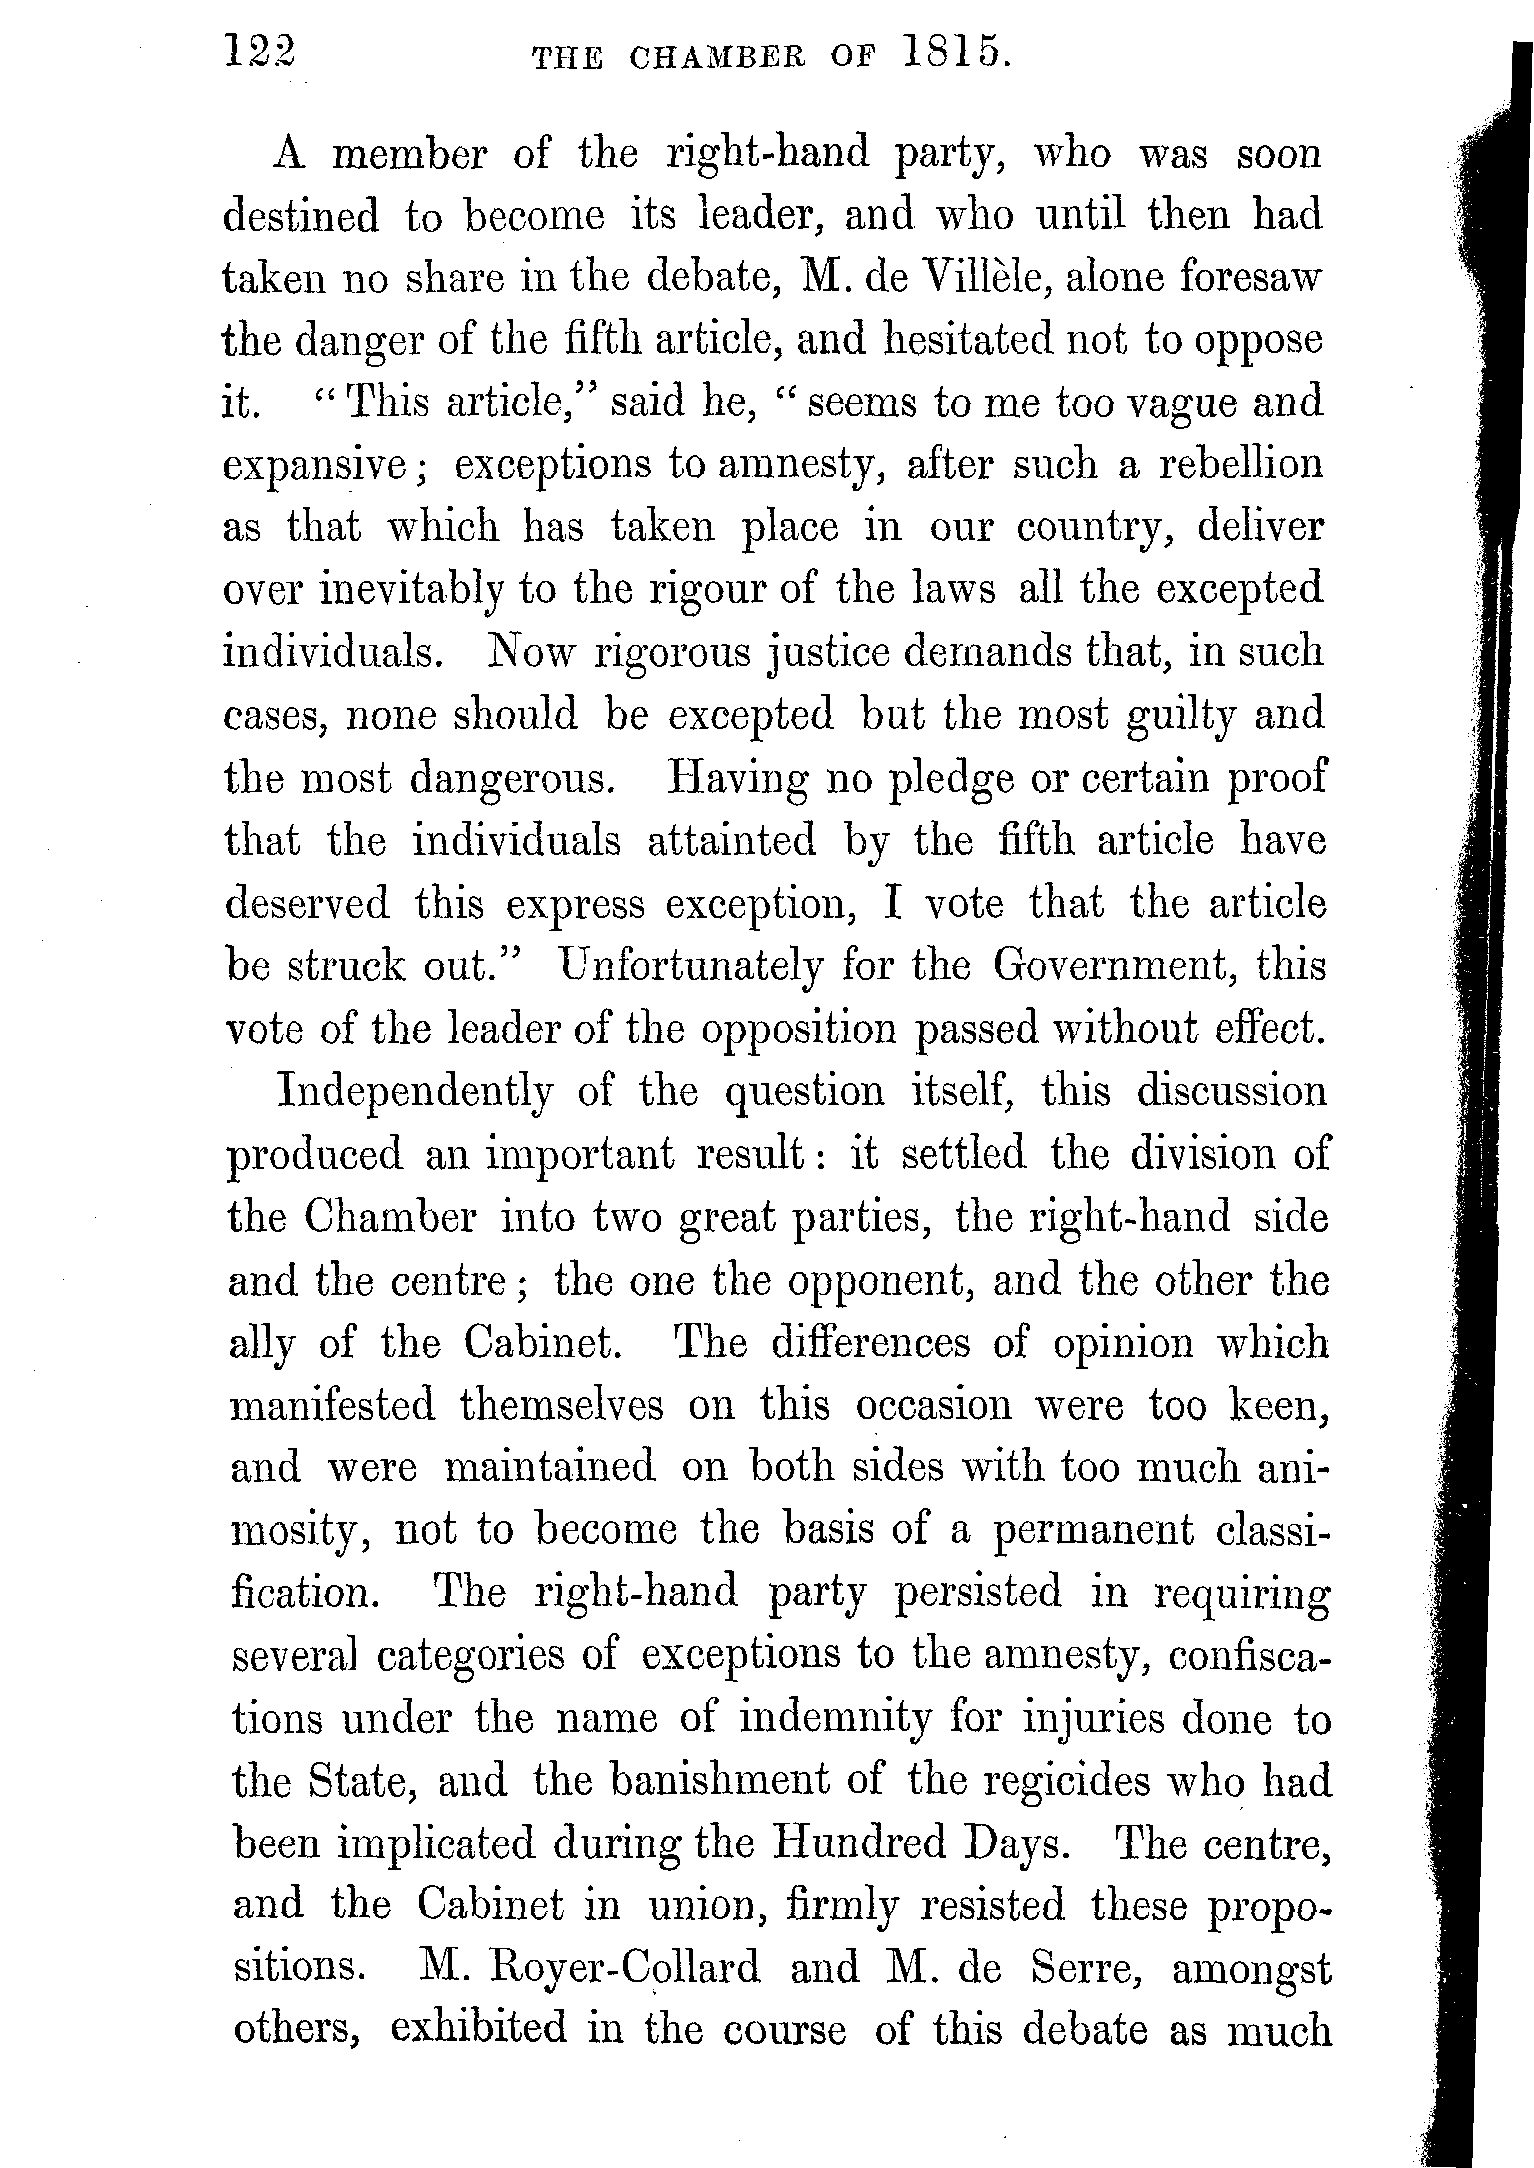 122 THE CHAMBER OF 1815.
A member of the right-hand party, who was soon
destined to become its leader, and who until then had
taken no share in the debate, M. de Villèle, alone foresaw
the danger of the fifth article, and hesitated not to oppose
it. “This article,” said he, “seems to me too vague and
expansive; exceptions to amnesty, after such a rebellion
as that which has taken place in our country, deliver
over inevitably to the rigour of the laws all the excepted
individuals. Now rigorous justice demands that, in such
cases, none should be excepted but the most guilty and
the most dangerous. Having no pledge or certain proof
that the individuals attainted by the fifth article have
deserved this express exception, I vote that the article
be struck out.” Unfortunately for the Government, this
vote of the leader of the opposition passed without effect.
Independently of the question itself, this discussion
produced an important result: it settled the division of
the Chamber into two great parties, the right-hand side
and the centre; the one the opponent, and the other the
ally of the Cabinet. The differences of opinion which
manifested themselves on this occasion were too keen,
and were maintained on both sides with too much ani-
mosity, not to become the basis of a permanent classi-
fication. The right-hand party persisted in requiring
several categories of exceptions to the amnesty, confisca-
tions under the name of indemnity for injuries done to
the State, and the banishment of the regicides who had
been implicated during the Hundred Days. The centre,
and the Cabinet in union, firmly resisted these propo-
sitions. M. Royer-Collard and M. de Serre, amongst
others, exhibited in the course of this debate as much